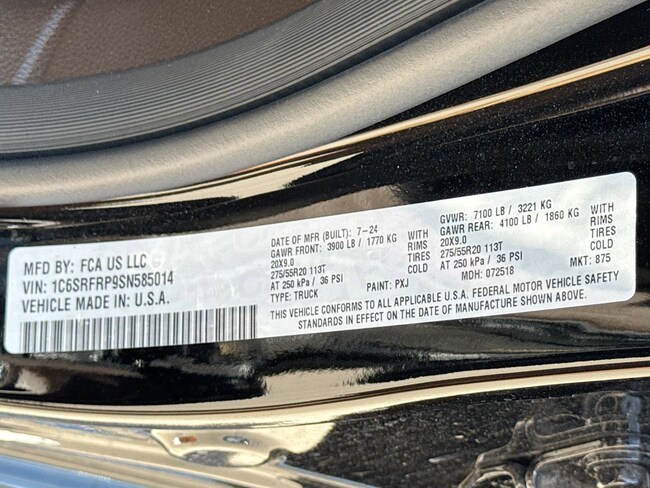 MFD BY: FCA US LLC
VIN: 1C6SRFRP9SN585014
VEHICLE MADE IN U.S.A.
DATE OF MFR (BUILT): 7-24
GAWR FRONT: 3900 LB / 1770 KG WITH
20X9.0 RIMS
275/55R20 113T TIRES
AT 250 kPa / 36 PSI COLD
TYPE: TRUCK PAINT: PXJ
GVWR: 7100 LB / 3221 KG
GAWR REAR: 4100 LB / 1860 KG WITH
20X9.0 RIMS
275/55R20 113T TIRES
AT 250 kPa / 36 PSI COLD
MDH: 072518 MKT: 875
THIS VEHICLE CONFORMS TO ALL APPLICABLE U.S.A. FEDERAL MOTOR VEHICLE SAFETY
STANDARDS IN EFFECT ON THE DATE OF MANUFACTURE SHOWN ABOVE.